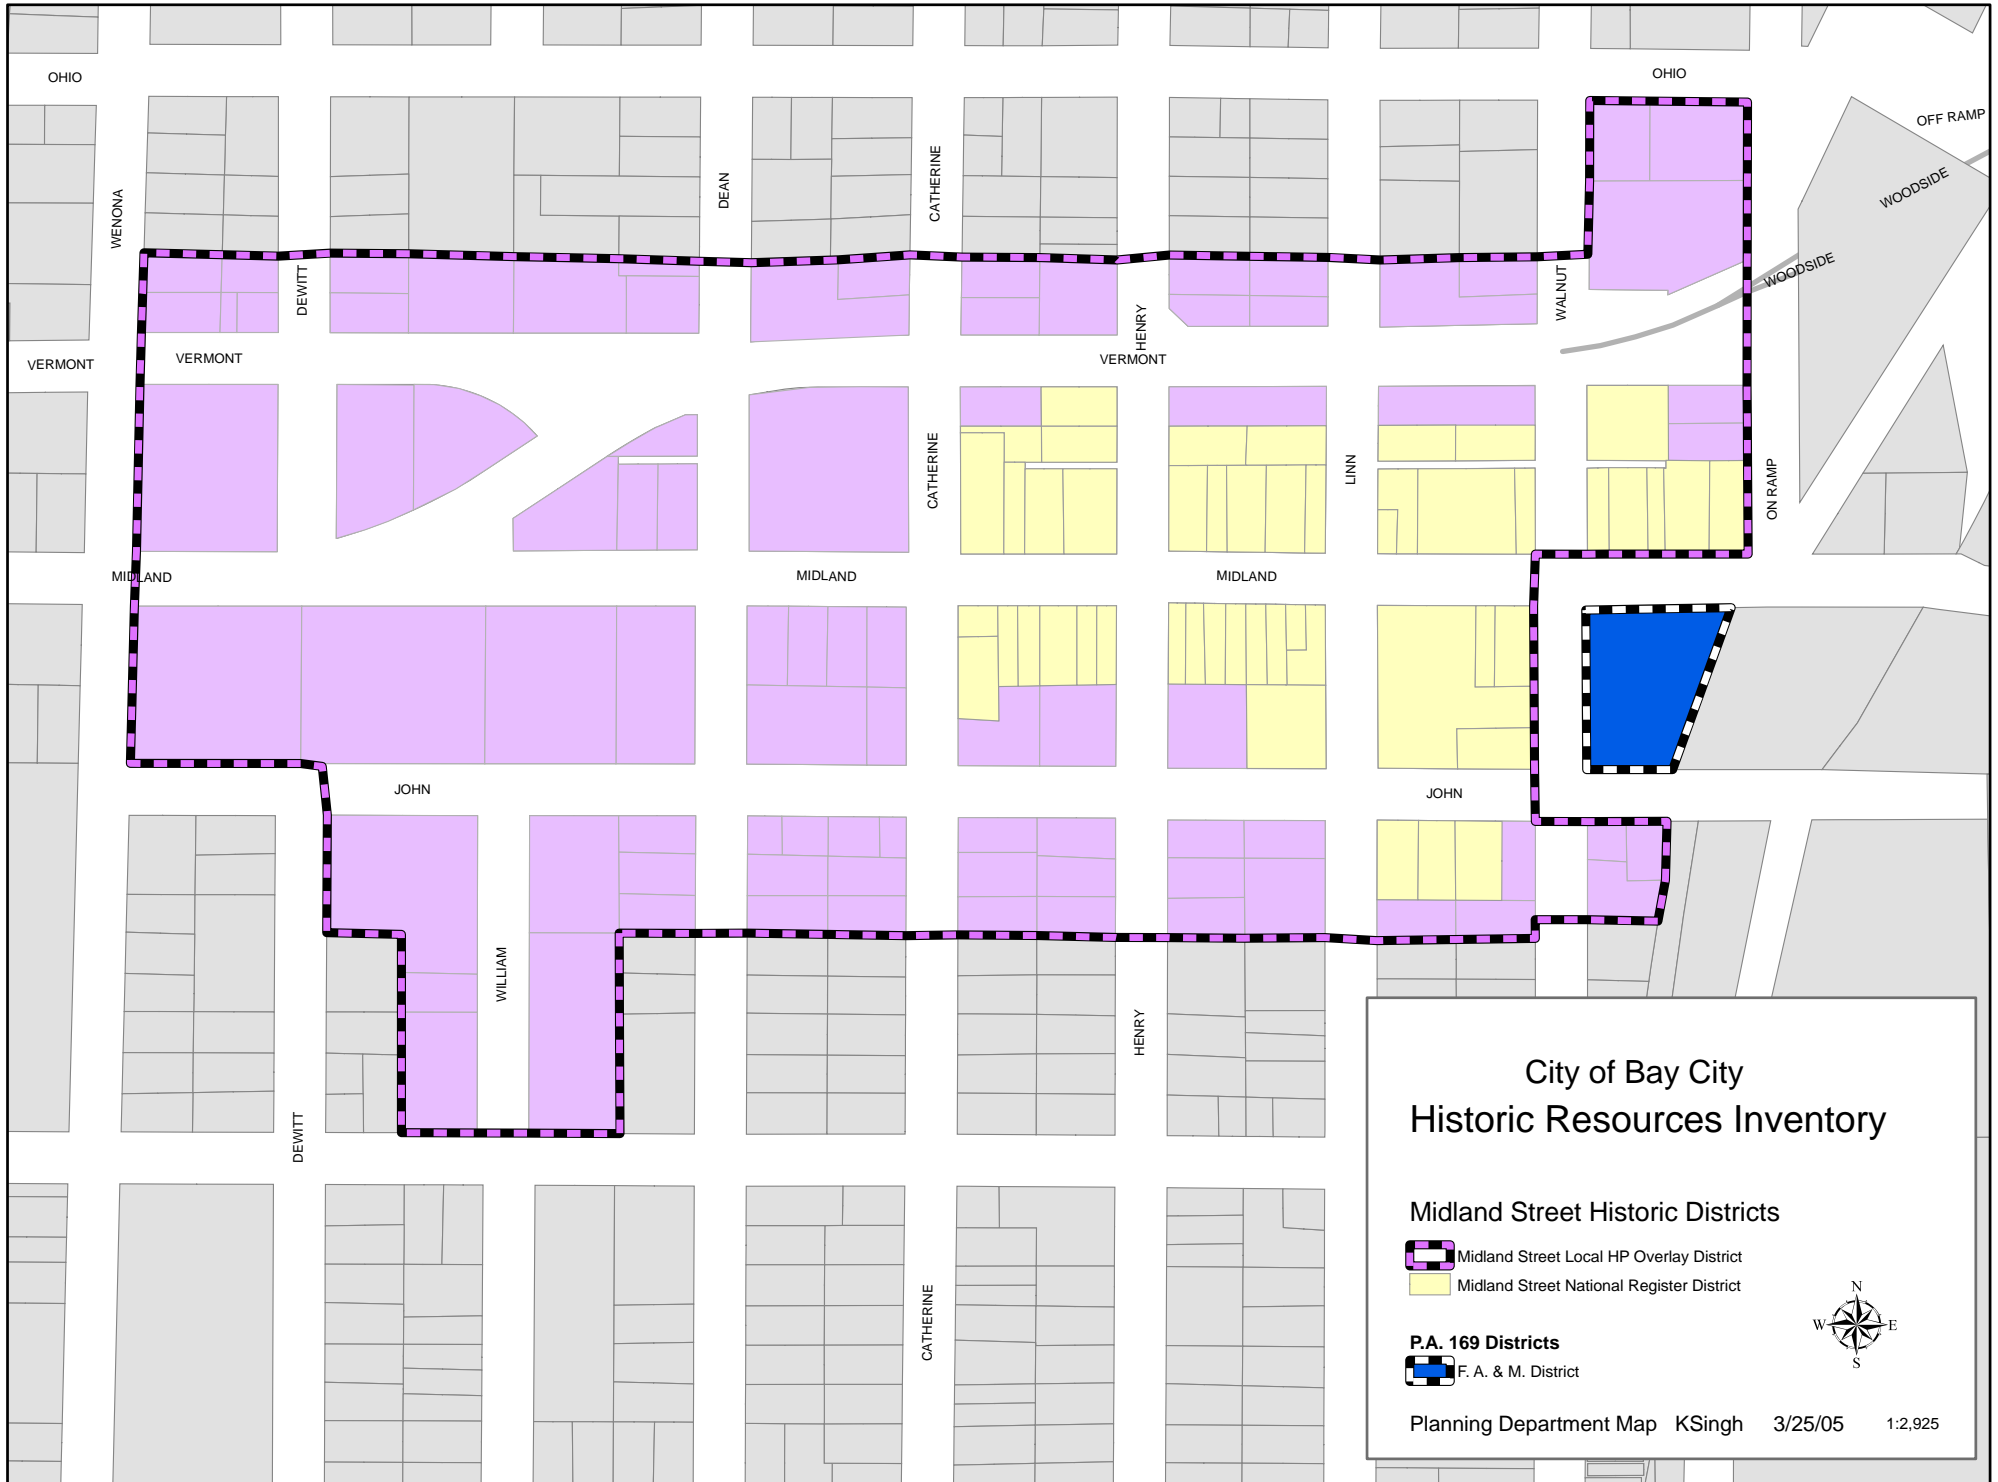 OHIO
OHIO
OFF RAMP
WOODSIDE
WENONA
DEAN
CATHERINE
WOODSIDE
DEWITT
WALNUT
HENRY
VERMONT
VERMONT
VERMONT
CATHERINE
LINN
ON RAMP
MIDLAND
MIDLAND
MIDLAND
JOHN
JOHN
WILLIAM
HENRY
DEWITT
CATHERINE
City of Bay City
Historic Resources Inventory
Midland Street Historic Districts
Midland Street Local HP Overlay District
Midland Street National Register District
N
W E
S
P.A. 169 Districts
F. A. & M. District
Planning Department Map KSingh 3/25/05 1:2,925